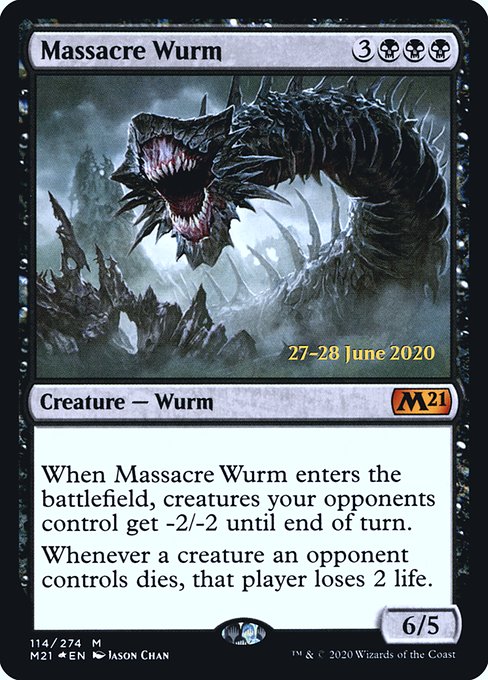 Massacre Wurm 3
27–28 June 2020
Creature — Wurm M21
When Massacre Wurm enters the
battlefield, creatures your opponents
control get -2/-2 until end of turn.
Whenever a creature an opponent
controls dies, that player loses 2 life.
6/5
114/274 M
M21 ★ EN Jason Chan ™ & © 2020 Wizards of the Coast